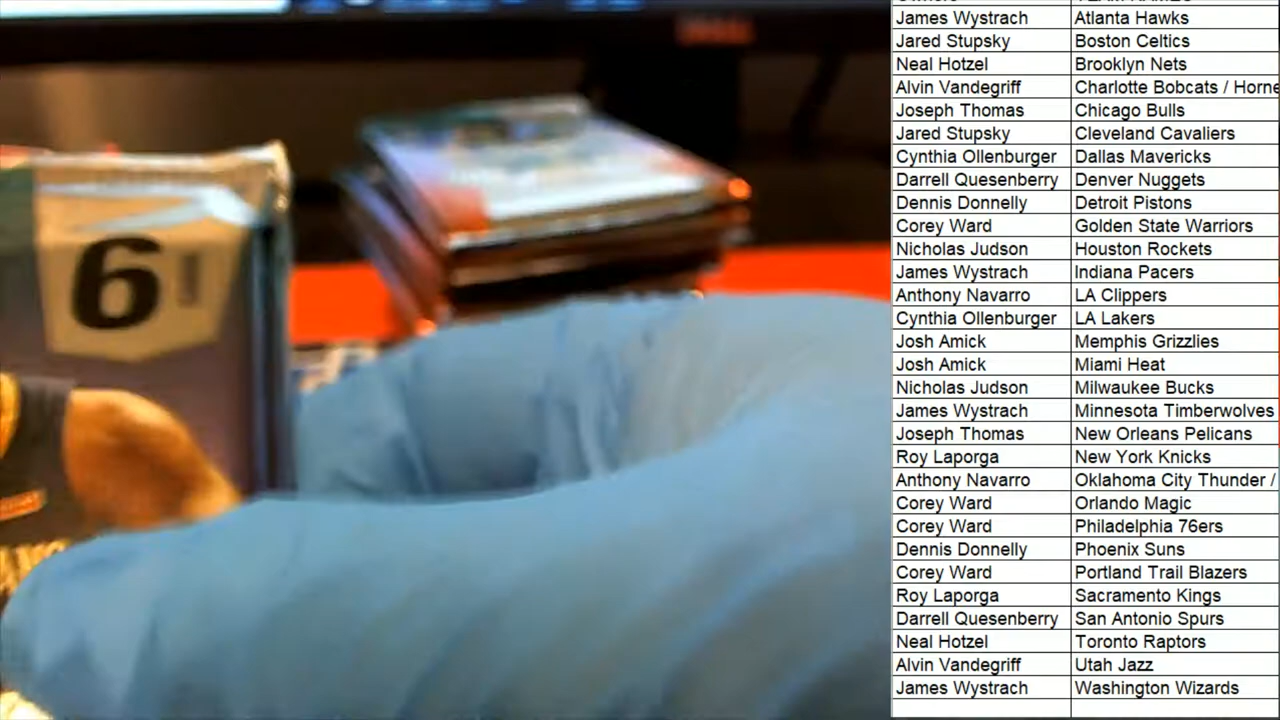 James Wystrach Atlanta Hawks
Jared Stupsky Boston Celtics
Neal Hotzel Brooklyn Nets
Alvin Vandegriff Charlotte Bobcats / Horne
Joseph Thomas Chicago Bulls
Jared Stupsky Cleveland Cavaliers
Cynthia Ollenburger Dallas Mavericks
Darrell Quesenberry Denver Nuggets
Dennis Donnelly Detroit Pistons
Corey Ward Golden State Warriors
Nicholas Judson Houston Rockets
James Wystrach Indiana Pacers
Anthony Navarro LA Clippers
Cynthia Ollenburger LA Lakers
Josh Amick Memphis Grizzlies
Josh Amick Miami Heat
Nicholas Judson Milwaukee Bucks
James Wystrach Minnesota Timberwolves
Joseph Thomas New Orleans Pelicans
Roy Laporga New York Knicks
Anthony Navarro Oklahoma City Thunder /
Corey Ward Orlando Magic
Corey Ward Philadelphia 76ers
Dennis Donnelly Phoenix Suns
Corey Ward Portland Trail Blazers
Roy Laporga Sacramento Kings
Darrell Quesenberry San Antonio Spurs
Neal Hotzel Toronto Raptors
Alvin Vandegriff Utah Jazz
James Wystrach Washington Wizards
6